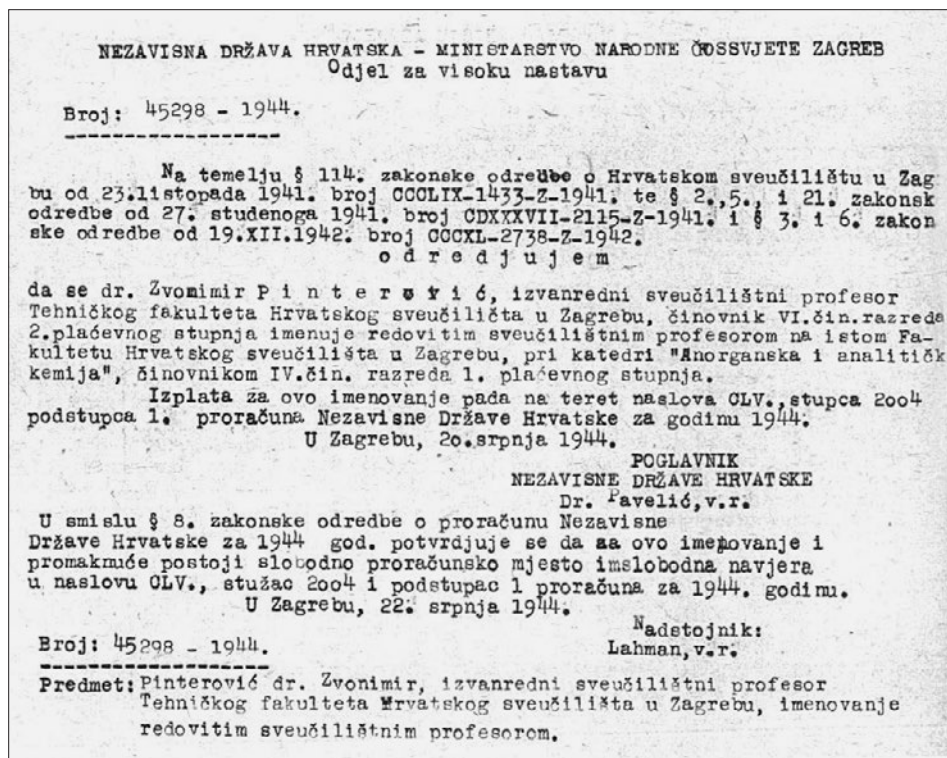 NEZAVISNA DRŽAVA HRVATSKA - MINISTARSTVO NARODNE PROSSVJETE ZAGREB
Odjel za visoku nastavu
Broj: 45298 - 1944.
Na temelju § 114. zakonske odredbe o Hrvatskom sveučilištu u Zag
bu od 23.listopada 1941. broj CCCLIX-1433-Z-1941. te § 2.,5., i 21. zakonsk
odredbe od 27. studenoga 1941. broj CDXXXVII-2115-Z-1941. i § 3. i 6. zakon
ske odredbe od 19.XII.1942. broj CCCXL-2738-Z-1942.
o d r e d j u j e m
da se dr. Zvonimir P i n t e r o v i ć, izvanredni sveučilištni profesor
Tehničkog fakulteta Hrvatskog sveučiličta u Zagrebu, činovnik VI.čin.razreda
2.plaćevnog stupnja imenuje redovitim sveučilištnim profesorom na istom Fa-
kultetu Hrvatskog sveučilišta u Zagrebu, pri katedri "Anorganska i analitičk
kemija", činovnikom IV.čin. razreda 1. plaćevnog stupnja.
Izplata za ovo imenovanje pada na teret naslova CLV.,stupca 2oo4
podstupca 1. proračuna Nezavisne Države Hrvatske za godinu 1944.
U Zagrebu, 2o.srpnja 1944.
POGLAVNIK
NEZAVISNE DRŽAVE HRVATSKE
Dr. Pavelić,v.r.
U smislu § 8. zakonske odredbe o proračunu Nezavisne
Države Hrvatske za 1944 god. potvrdjuje se da za ovo imenovanje i
promaknuće postoji slobodno proračunsko mjesto imslobodna navjera
u naslovu CLV., stužac 2oo4 i podstupac 1 proračuna za 1944. godinu.
U Zagrebu, 22. srpnja 1944.
Nadstojnik:
Broj: 45298 - 1944.
Lahman,v.r.
Predmet: Pinterović dr. Zvonimir, izvanredni sveučilištni profesor
Tehničkog fakulteta Hrvatskog sveučilišta u Zagrebu, imenovanje
redovitim sveučilištnim profesorom.